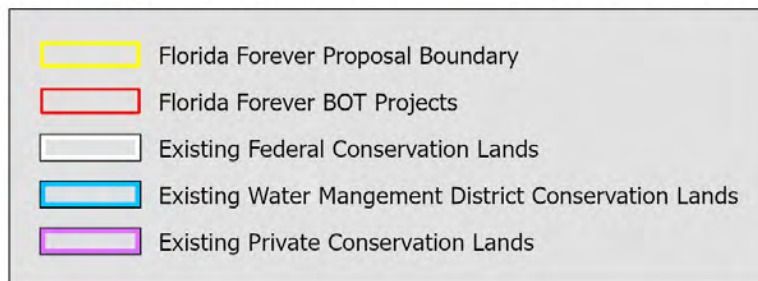 Florida Forever Proposal Boundary
Florida Forever BOT Projects
Existing Federal Conservation Lands
Existing Water Mangement District Conservation Lands
Existing Private Conservation Lands